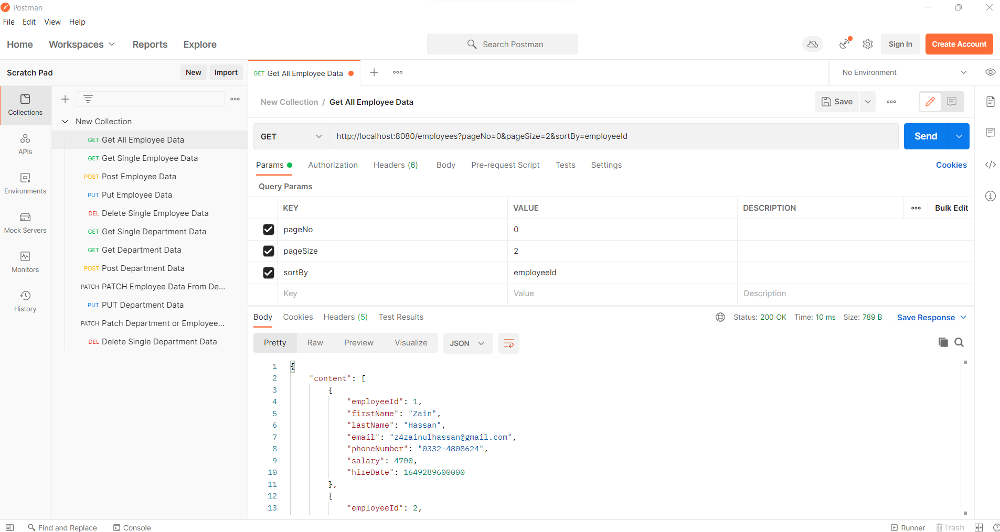 Postman
File Edit View Help
Home Workspaces Reports Explore
Search Postman
Sign In
Create Account
Scratch Pad
New
Import
GET Get All Employee Data
No Environment
Collections
APIs
Environments
Mock Servers
Monitors
History
New Collection
GET Get All Employee Data
GET Get Single Employee Data
POST Post Employee Data
PUT Put Employee Data
DEL Delete Single Employee Data
GET Get Single Department Data
GET Get Department Data
POST Post Department Data
PATCH PATCH Employee Data From De...
PUT PUT Department Data
PATCH Patch Department or Employee...
DEL Delete Single Department Data
New Collection / Get All Employee Data
Save
GET
http://localhost:8080/employees?pageNo=0&pageSize=2&sortBy=employeeId
Send
Params Authorization Headers (6) Body Pre-request Script Tests Settings
Cookies
Query Params
KEY VALUE DESCRIPTION
Bulk Edit
pageNo 0
pageSize 2
sortBy employeeId
Key Value Description
Body Cookies Headers (5) Test Results
Status: 200 OK Time: 10 ms Size: 789 B
Save Response
Pretty Raw Preview Visualize
JSON
1 {
2 "content": [
3 {
4 "employeeId": 1,
5 "firstName": "Zain",
6 "lastName": "Hassan",
7 "email": "z4zainulhassan@gmail.com",
8 "phoneNumber": "0332-4808624",
9 "salary": 4700,
10 "hireDate": 1649289600000
11 },
12 {
13 "employeeId": 2,
Find and Replace
Console
Runner
Trash